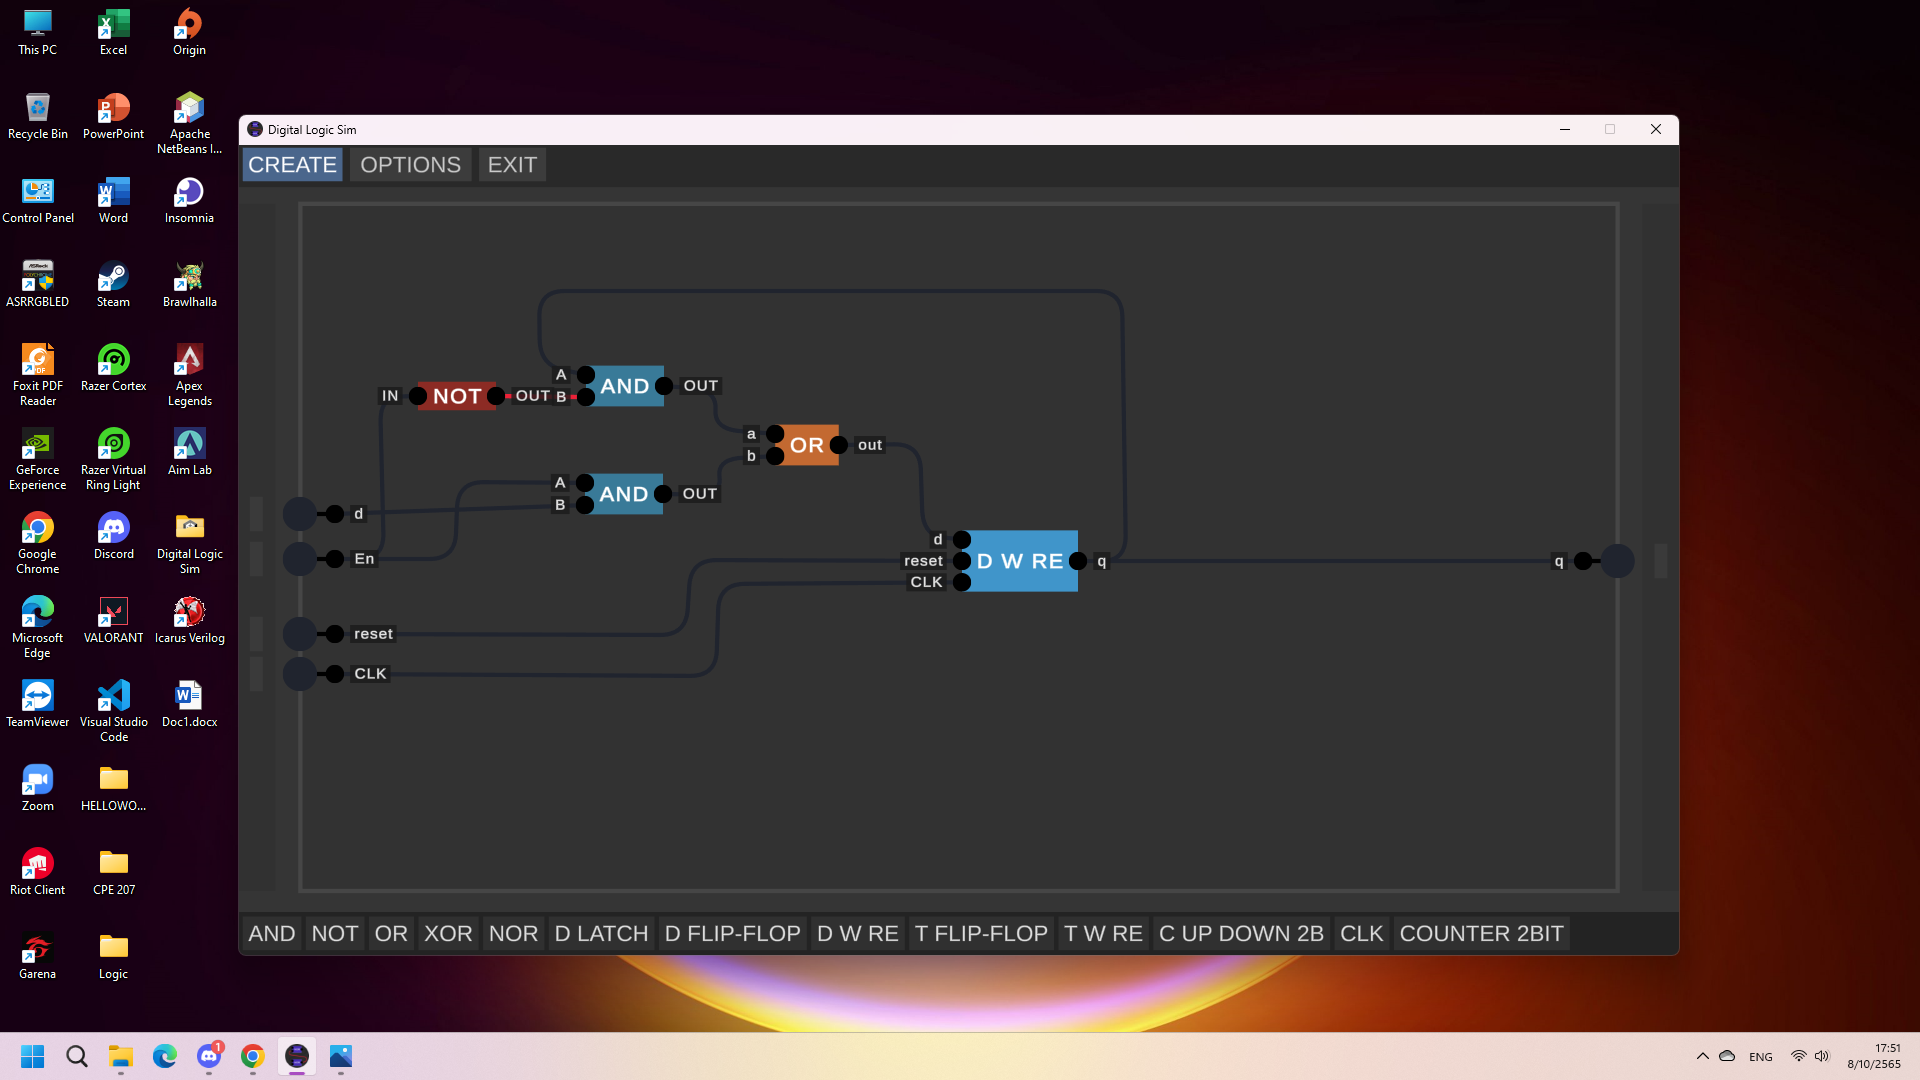 This PC
Excel
Origin
Recycle Bin
PowerPoint
Apache
NetBeans I...
Control Panel
Word
Insomnia
ASRRGBLED
Steam
Brawlhalla
Foxit PDF
Reader
Razer Cortex
Apex
Legends
GeForce
Experience
Razer Virtual
Ring Light
Aim Lab
Google
Chrome
Discord
Digital Logic
Sim
Microsoft
Edge
VALORANT
Icarus Verilog
TeamViewer
Visual Studio
Code
Doc1.docx
Zoom
HELLOWO...
Riot Client
CPE 207
Garena
Logic
Digital Logic Sim
CREATE
OPTIONS
EXIT
IN
NOT
OUT
A
B
AND
OUT
a
b
OR
out
A
B
AND
OUT
d
En
reset
CLK
d
reset
CLK
D W RE
q
q
AND
NOT
OR
XOR
NOR
D LATCH
D FLIP-FLOP
D W RE
T FLIP-FLOP
T W RE
C UP DOWN 2B
CLK
COUNTER 2BIT
1
ENG
17:51
8/10/2565